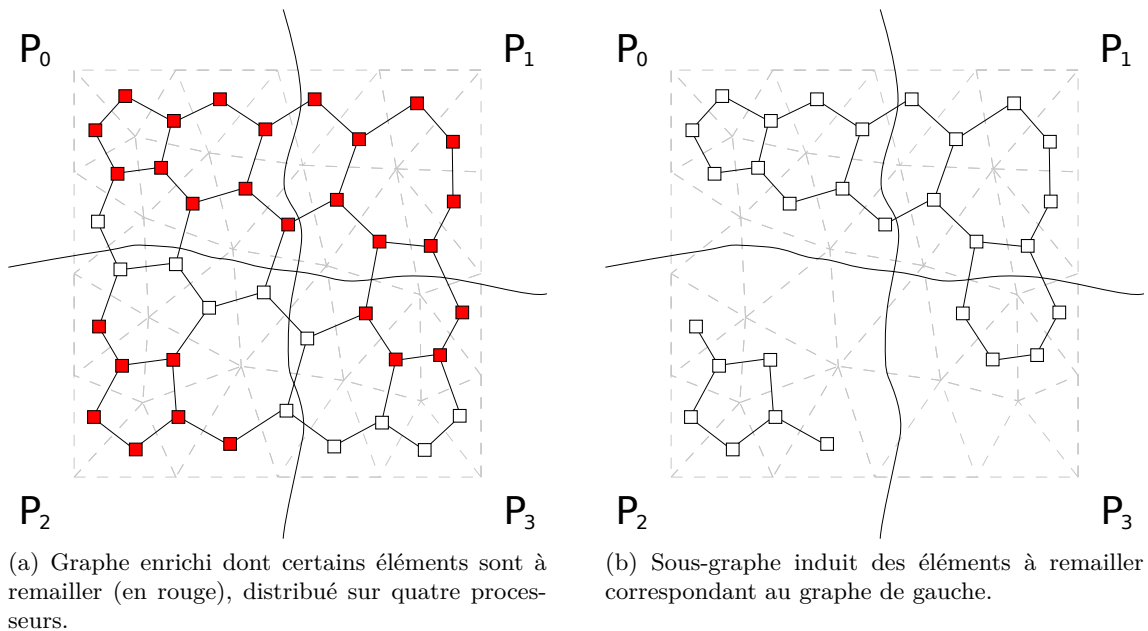 P0
P1
P0
P1
P2
P3
P2
P3
(a) Graphe enrichi dont certains éléments sont à
remailler (en rouge), distribué sur quatre proces-
seurs.
(b) Sous-graphe induit des éléments à remailler
correspondant au graphe de gauche.